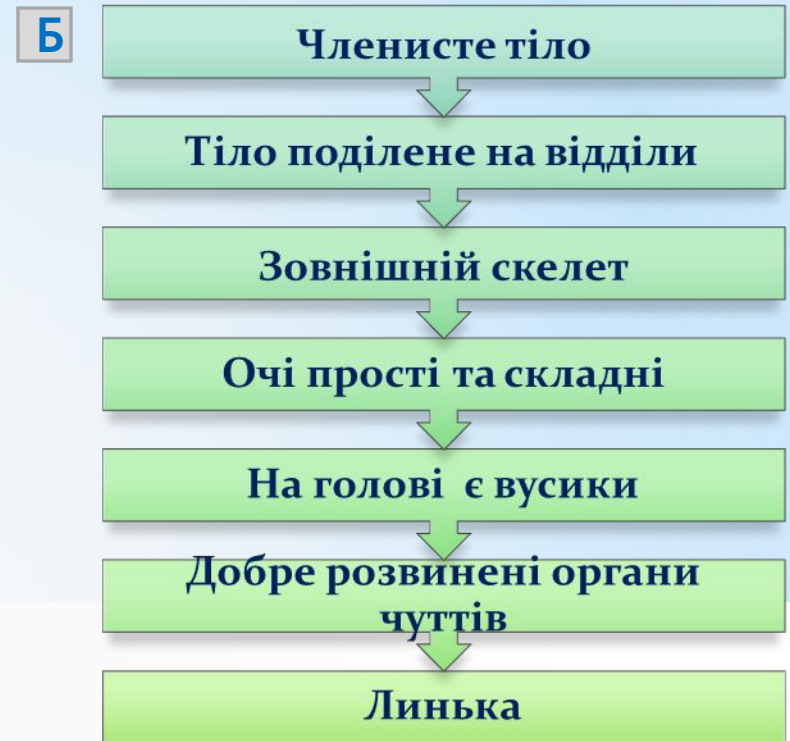 Б
Членисте тіло
Тіло поділене на відділи
Зовнішній скелет
Очі прості та складні
На голові є вусики
Добре розвинені органи
чуттів
Линька